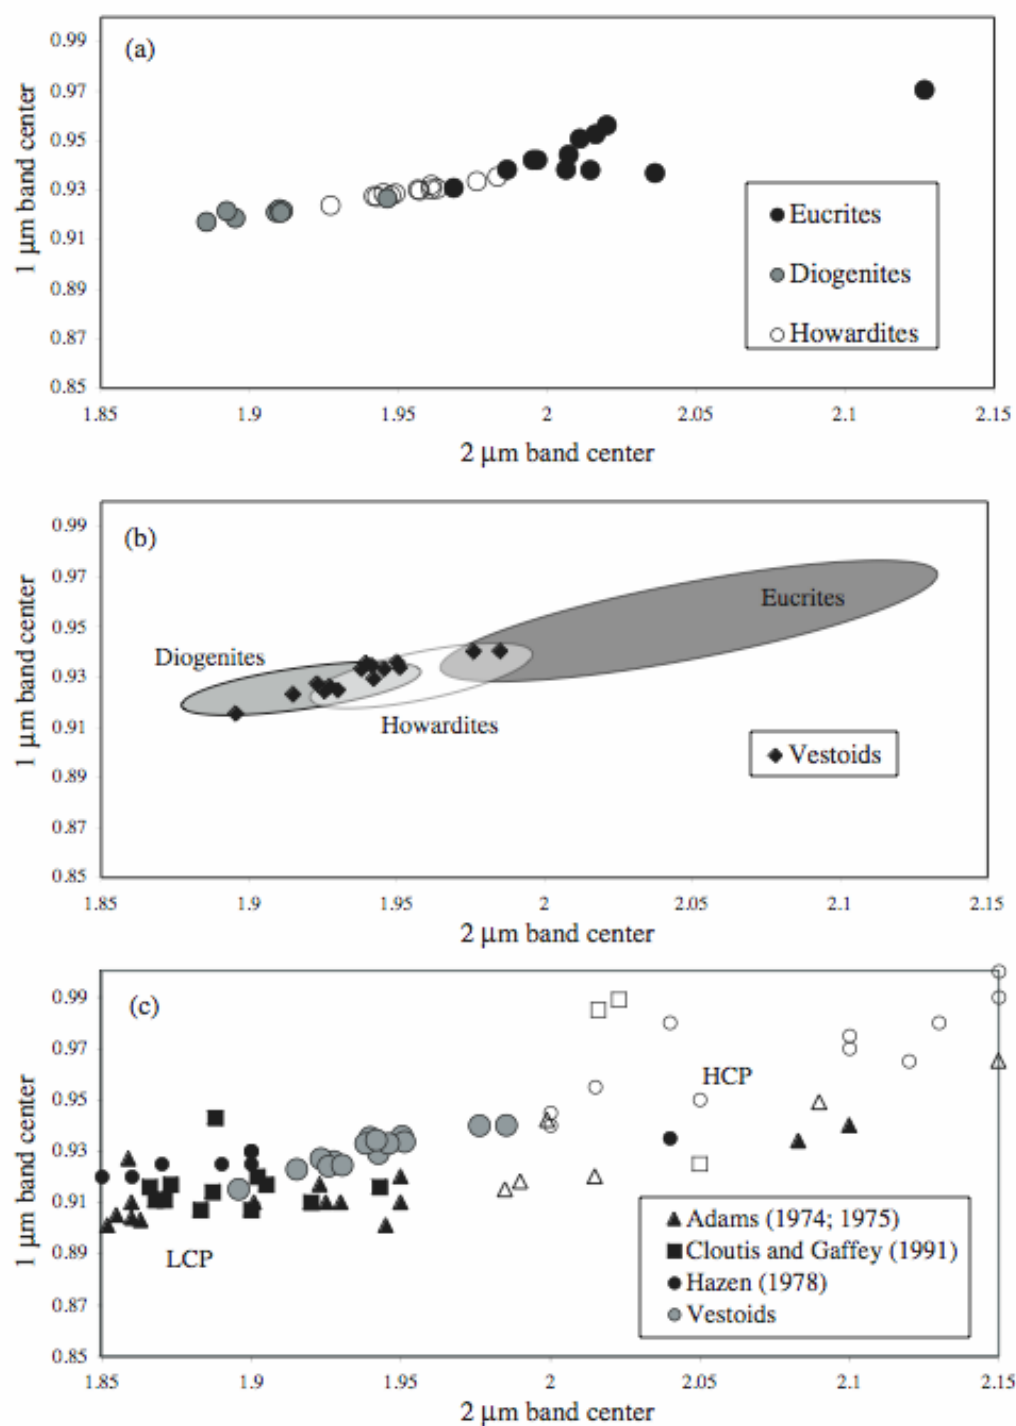 (a)
0.99
0.97
0.95
0.93
0.91
0.89
0.87
0.85
1 μm band center
Eucrites
Diogenites
Howardites
1.85 1.9 1.95 2 2.05 2.1 2.15
2 μm band center
(b)
0.99
0.97
0.95
0.93
0.91
0.89
0.87
0.85
1 μm band center
Eucrites
Diogenites
Howardites
Vestoids
1.85 1.9 1.95 2 2.05 2.1 2.15
2 μm band center
(c)
0.99
0.97
0.95
0.93
0.91
0.89
0.87
0.85
1 μm band center
HCP
LCP
Adams (1974; 1975)
Cloutis and Gaffey (1991)
Hazen (1978)
Vestoids
1.85 1.9 1.95 2 2.05 2.1 2.15
2 μm band center